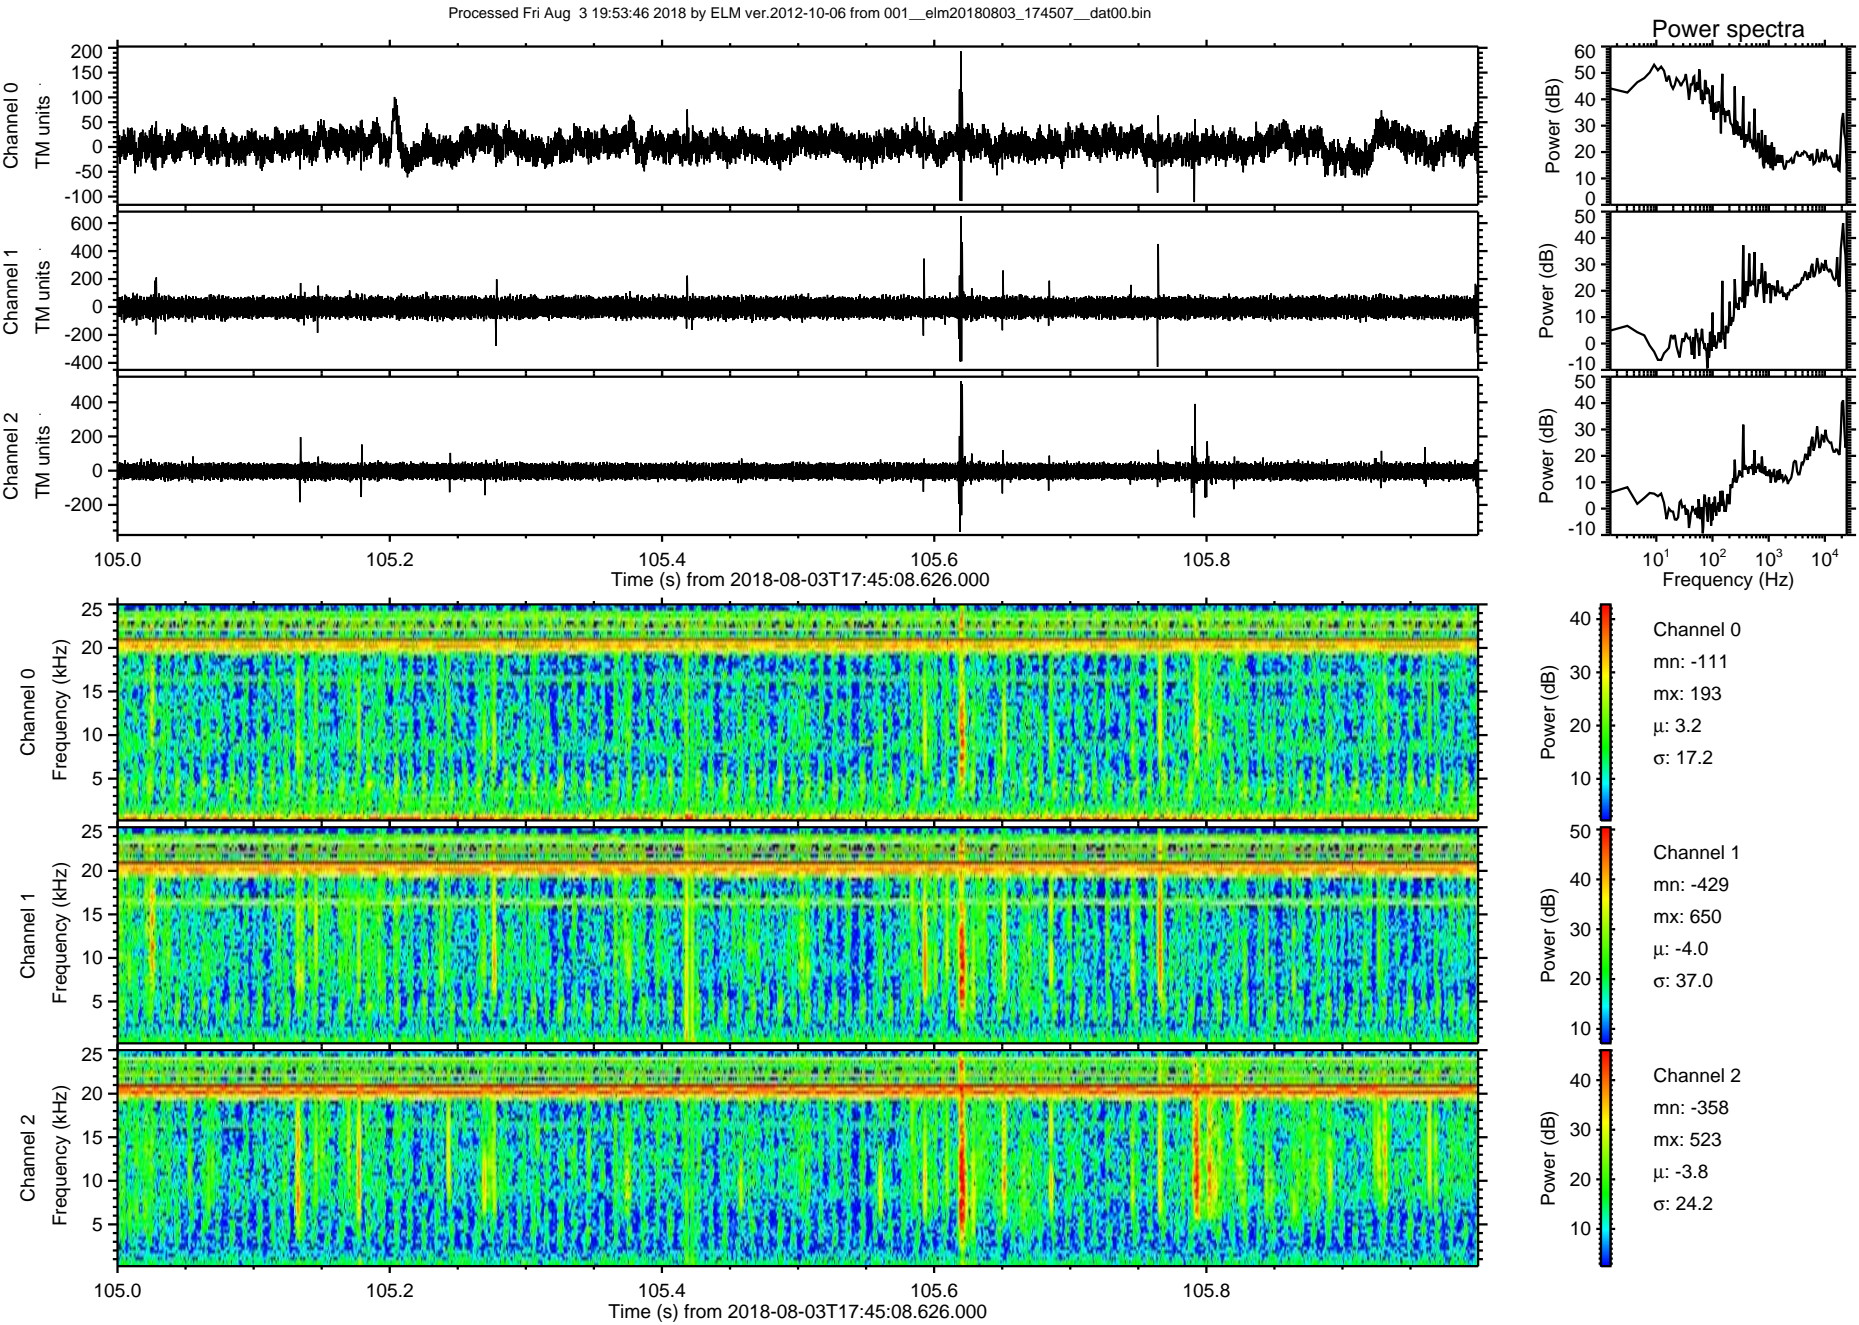 Processed Fri Aug  3 19:53:46 2018 by ELM ver.2012-10-06 from 001__elm20180803_174507__dat00.bin
Power spectra
Channel 0
TM units
200
150
100
50
0
-50
-100
Power (dB)
60
50
40
30
20
10
0
Channel 1
TM units
600
400
200
0
-200
-400
Power (dB)
50
40
30
20
10
0
-10
Channel 2
TM units
400
200
0
-200
Power (dB)
50
40
30
20
10
0
-10
105.0 105.2 105.4 105.6 105.8
Time (s) from 2018-08-03T17:45:08.626.000
10¹ 10² 10³ 10⁴
Frequency (Hz)
Channel 0
Frequency (kHz)
25
20
15
10
5
Power (dB)
40
30
20
10
Channel 0
mn: -111
mx: 193
μ: 3.2
σ: 17.2
Channel 1
Frequency (kHz)
25
20
15
10
5
Power (dB)
50
40
30
20
10
Channel 1
mn: -429
mx: 650
μ: -4.0
σ: 37.0
Channel 2
Frequency (kHz)
25
20
15
10
5
Power (dB)
40
30
20
10
Channel 2
mn: -358
mx: 523
μ: -3.8
σ: 24.2
105.0 105.2 105.4 105.6 105.8
Time (s) from 2018-08-03T17:45:08.626.000